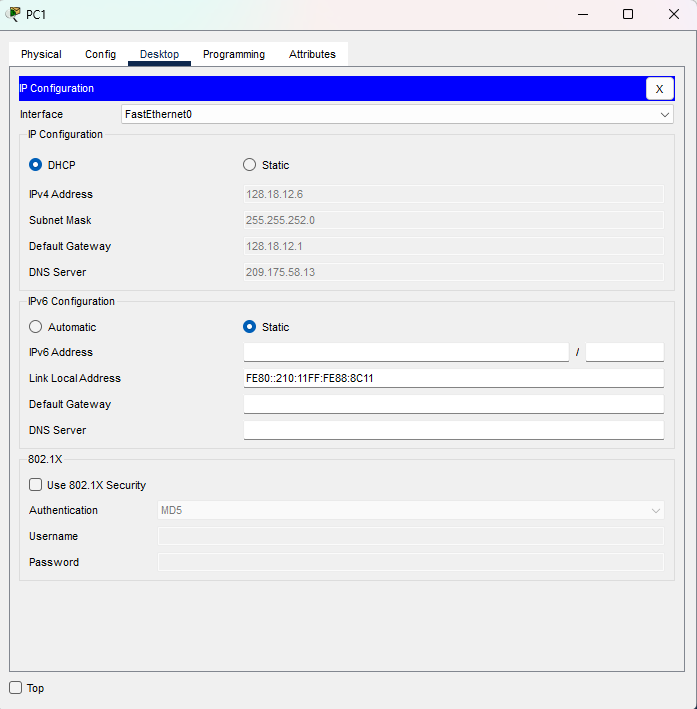 PC1
Physical Config Desktop Programming Attributes
IP Configuration X
Interface FastEthernet0
IP Configuration
DHCP Static
IPv4 Address 128.18.12.6
Subnet Mask 255.255.252.0
Default Gateway 128.18.12.1
DNS Server 209.175.58.13
IPv6 Configuration
Automatic Static
IPv6 Address /
Link Local Address FE80::210:11FF:FE88:8C11
Default Gateway
DNS Server
802.1X
Use 802.1X Security
Authentication MD5
Username
Password
Top